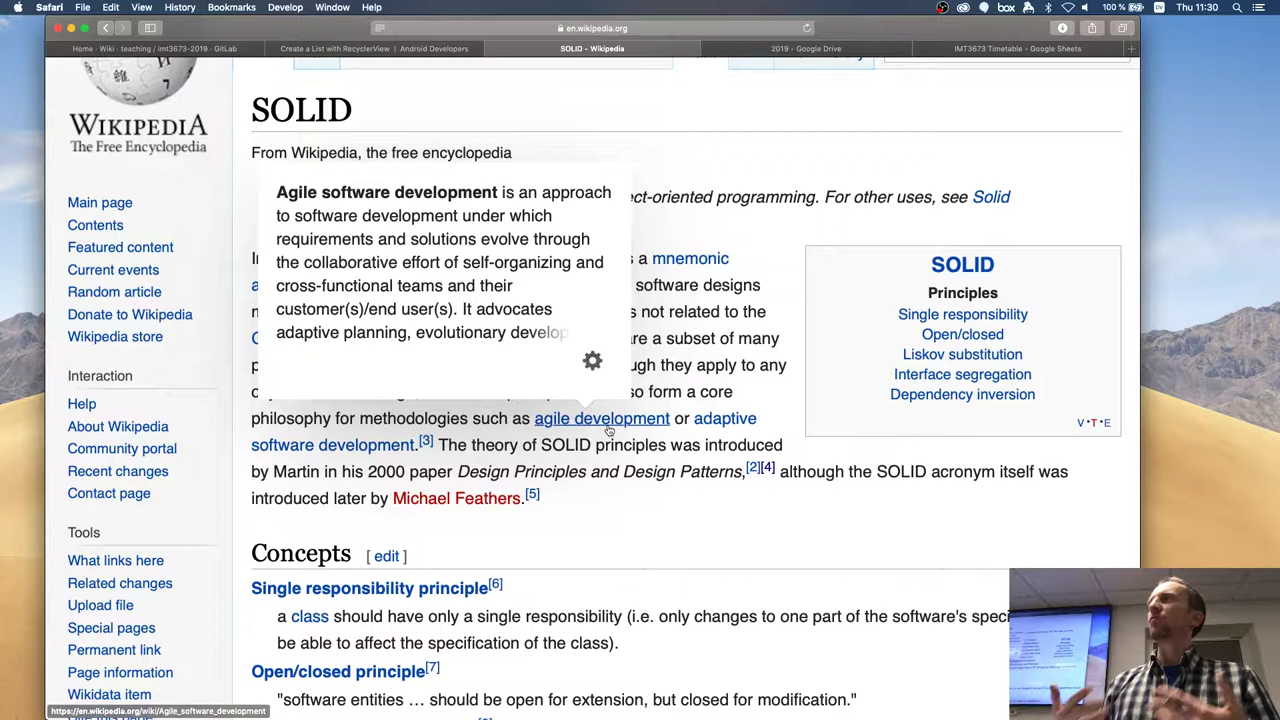 Safari File Edit View History Bookmarks Develop Window Help
box 100 % DV Thu 11:30
en.wikipedia.org
Home · Wiki · teaching / imt3673-2019 · GitLab
Create a List with RecyclerView | Android Developers
SOLID - Wikipedia
2019 - Google Drive
IMT3673 Timetable - Google Sheets
WIKIPEDIA
The Free Encyclopedia
Main page
Contents
Featured content
Current events
Random article
Donate to Wikipedia
Wikipedia store
Interaction
Help
About Wikipedia
Community portal
Recent changes
Contact page
Tools
What links here
Related changes
Upload file
Special pages
Permanent link
Page information
Wikidata item
https://en.wikipedia.org/wiki/Agile_software_development
SOLID
From Wikipedia, the free encyclopedia
ect-oriented programming. For other uses, see Solid
Agile software development is an approach
to software development under which
requirements and solutions evolve through
the collaborative effort of self-organizing and
cross-functional teams and their
customer(s)/end user(s). It advocates
adaptive planning, evolutionary develop
s a mnemonic
software designs
s not related to the
are a subset of many
ugh they apply to any
so form a core
philosophy for methodologies such as agile development or adaptive
software development.[3] The theory of SOLID principles was introduced
by Martin in his 2000 paper Design Principles and Design Patterns,[2][4] although the SOLID acronym itself was
introduced later by Michael Feathers.[5]
SOLID
Principles
Single responsibility
Open/closed
Liskov substitution
Interface segregation
Dependency inversion
V·T·E
Concepts [ edit ]
Single responsibility principle[6]
a class should have only a single responsibility (i.e. only changes to one part of the software's speci
be able to affect the specification of the class).
Open/closed principle[7]
"software entities … should be open for extension, but closed for modification."